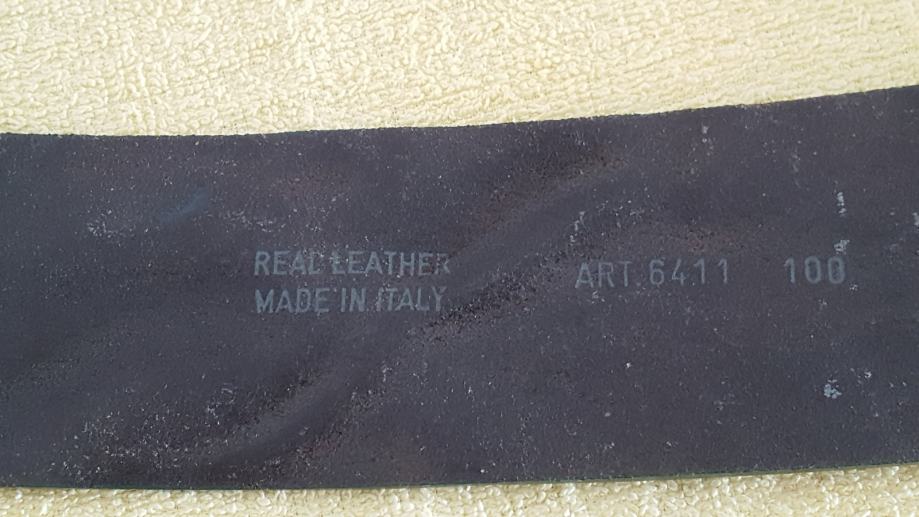 REAL LEATHER
MADE IN ITALY
ART.6411 100